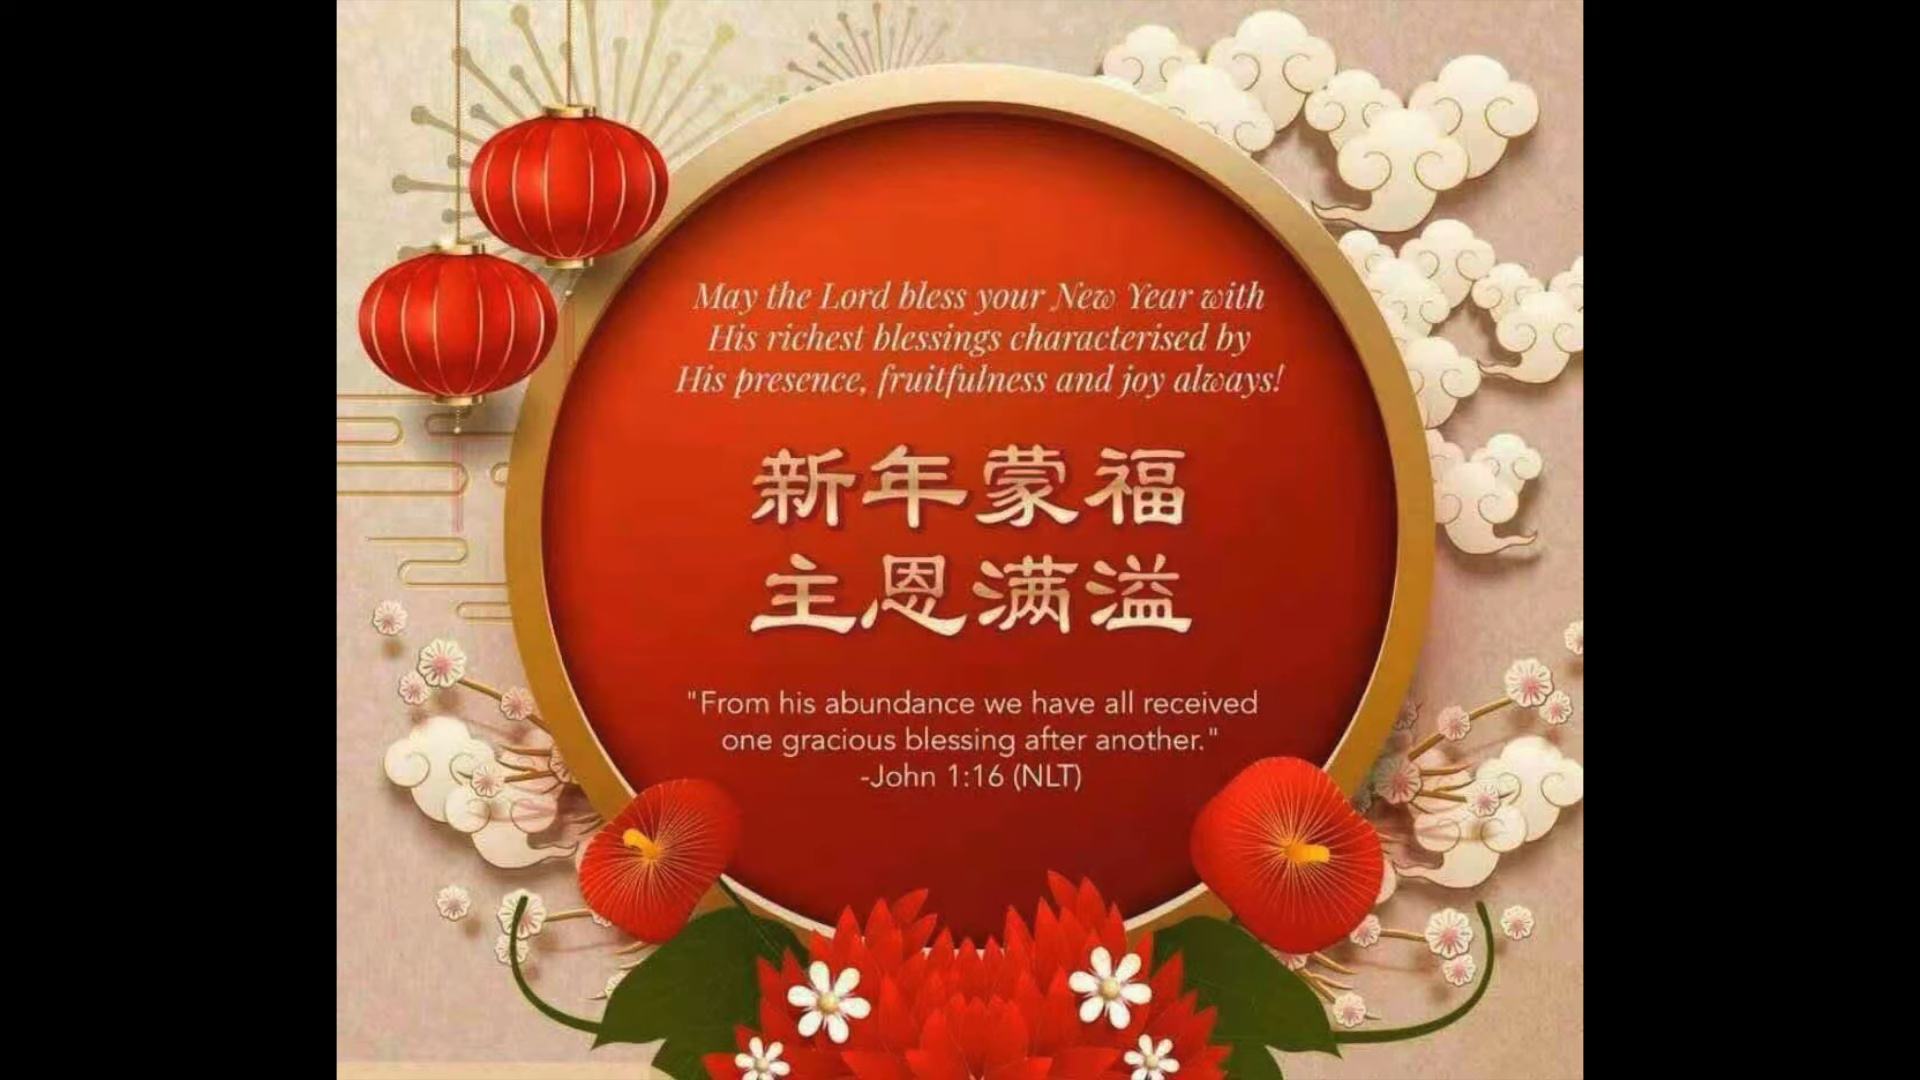 May the Lord bless your New Year with
His richest blessings characterised by
His presence, fruitfulness and joy always!
新年蒙福
主恩满溢
"From his abundance we have all received
one gracious blessing after another."
-John 1:16 (NLT)